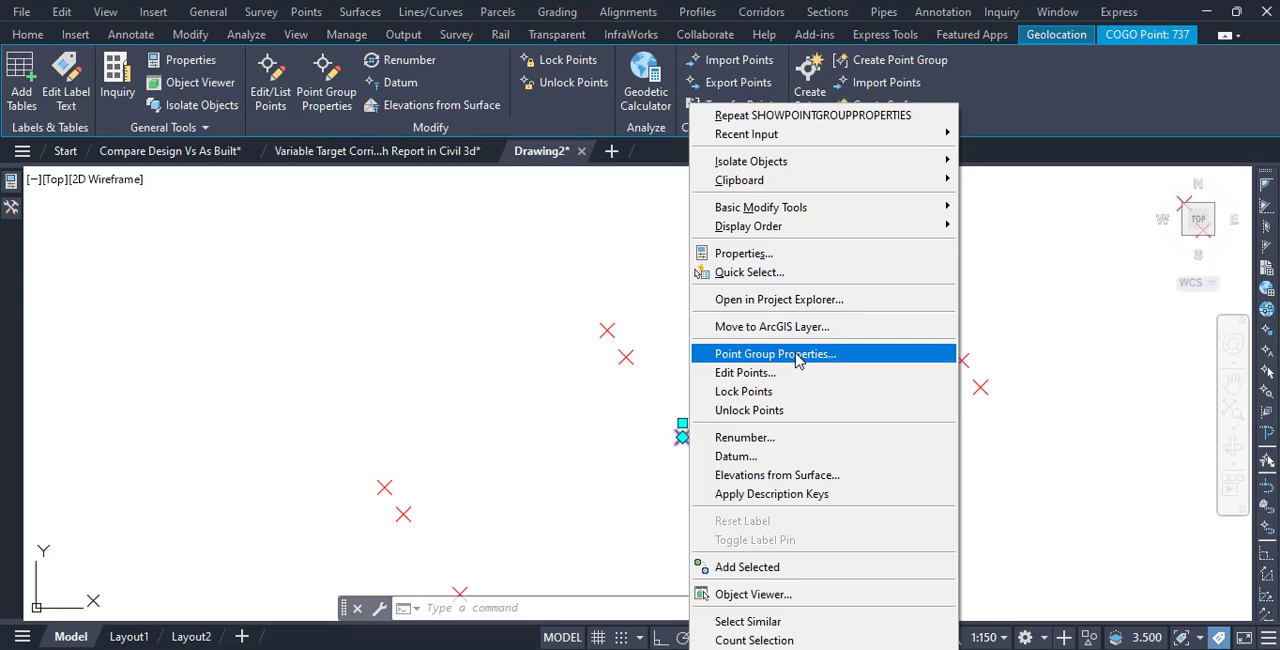 File Edit View Insert General Survey Points Surfaces Lines/Curves Parcels Grading Alignments Profiles Corridors Sections Pipes Annotation Inquiry Window Express
Home Insert Annotate Modify Analyze View Manage Output Survey Rail Transparent InfraWorks Collaborate Help Add-ins Express Tools Featured Apps Geolocation COGO Point: 737
Add Tables
Edit Label Text
Labels & Tables
Inquiry
Properties
Object Viewer
Isolate Objects
General Tools
Edit/List Points
Point Group Properties
Renumber
Datum
Elevations from Surface
Modify
Lock Points
Unlock Points
Geodetic Calculator
Analyze
Import Points
Export Points
Create
Create Point Group
Import Points
Start Compare Design Vs As Built* Variable Target Corri...h Report in Civil 3d* Drawing2*
[−][Top][2D Wireframe]
N
W TOP E
S
WCS
Repeat SHOWPOINTGROUPPROPERTIES
Recent Input
Isolate Objects
Clipboard
Basic Modify Tools
Display Order
Properties...
Quick Select...
Open in Project Explorer...
Move to ArcGIS Layer...
Point Group Properties...
Edit Points...
Lock Points
Unlock Points
Renumber...
Datum...
Elevations from Surface...
Apply Description Keys
Reset Label
Toggle Label Pin
Add Selected
Object Viewer...
Select Similar
Count Selection
Y
X
Type a command
Model Layout1 Layout2 MODEL 1:150 3.500